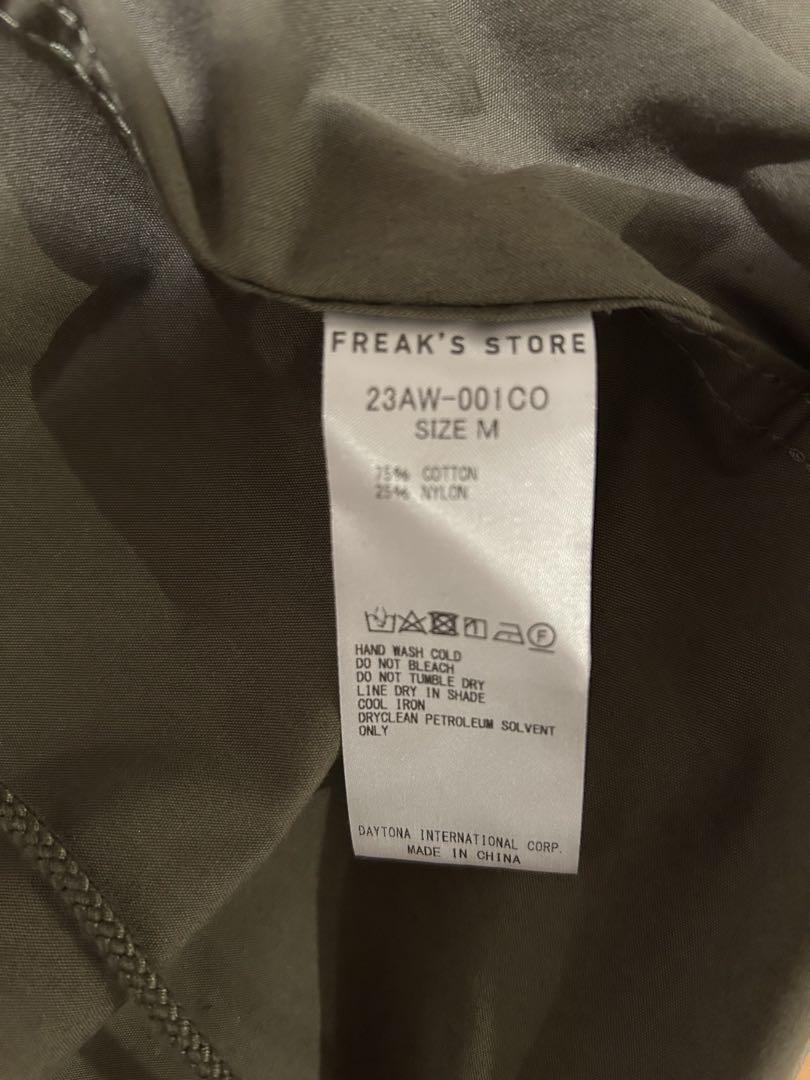 FREAK'S STORE
23AW-001CO
SIZE M
75% COTTON
25% NYLON
F
HAND WASH COLD
DO NOT BLEACH
DO NOT TUMBLE DRY
LINE DRY IN SHADE
COOL IRON
DRYCLEAN PETROLEUM SOLVENT
ONLY
DAYTONA INTERNATIONAL CORP.
MADE IN CHINA